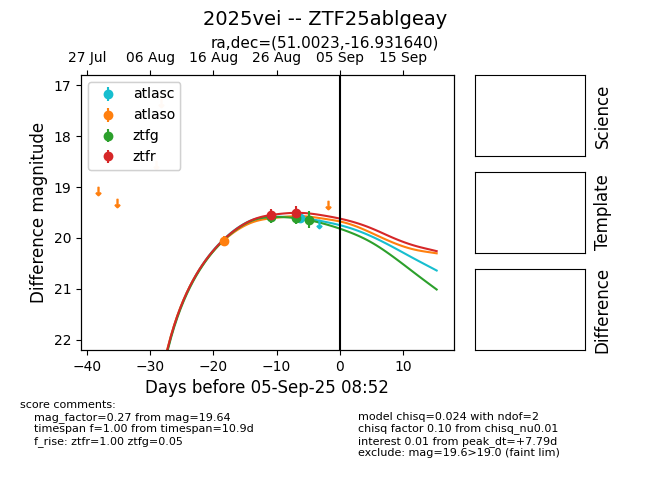 2025vei -- ZTF25ablgeay
ra,dec=(51.0023,-16.931640)
27 Jul 06 Aug 16 Aug 26 Aug 05 Sep 15 Sep
atlasc
atlaso
ztfg
ztfr
17
18
19
20
21
22
Difference magnitude
−40 −30 −20 −10 0 10
Days before 05-Sep-25 08:52
Science
Template
Difference
score comments:
mag_factor=0.27 from mag=19.64
timespan f=1.00 from timespan=10.9d
f_rise: ztfr=1.00 ztfg=0.05
model chisq=0.024 with ndof=2
chisq factor 0.10 from chisq_nu0.01
interest 0.01 from peak_dt=+7.79d
exclude: mag=19.6>19.0 (faint lim)